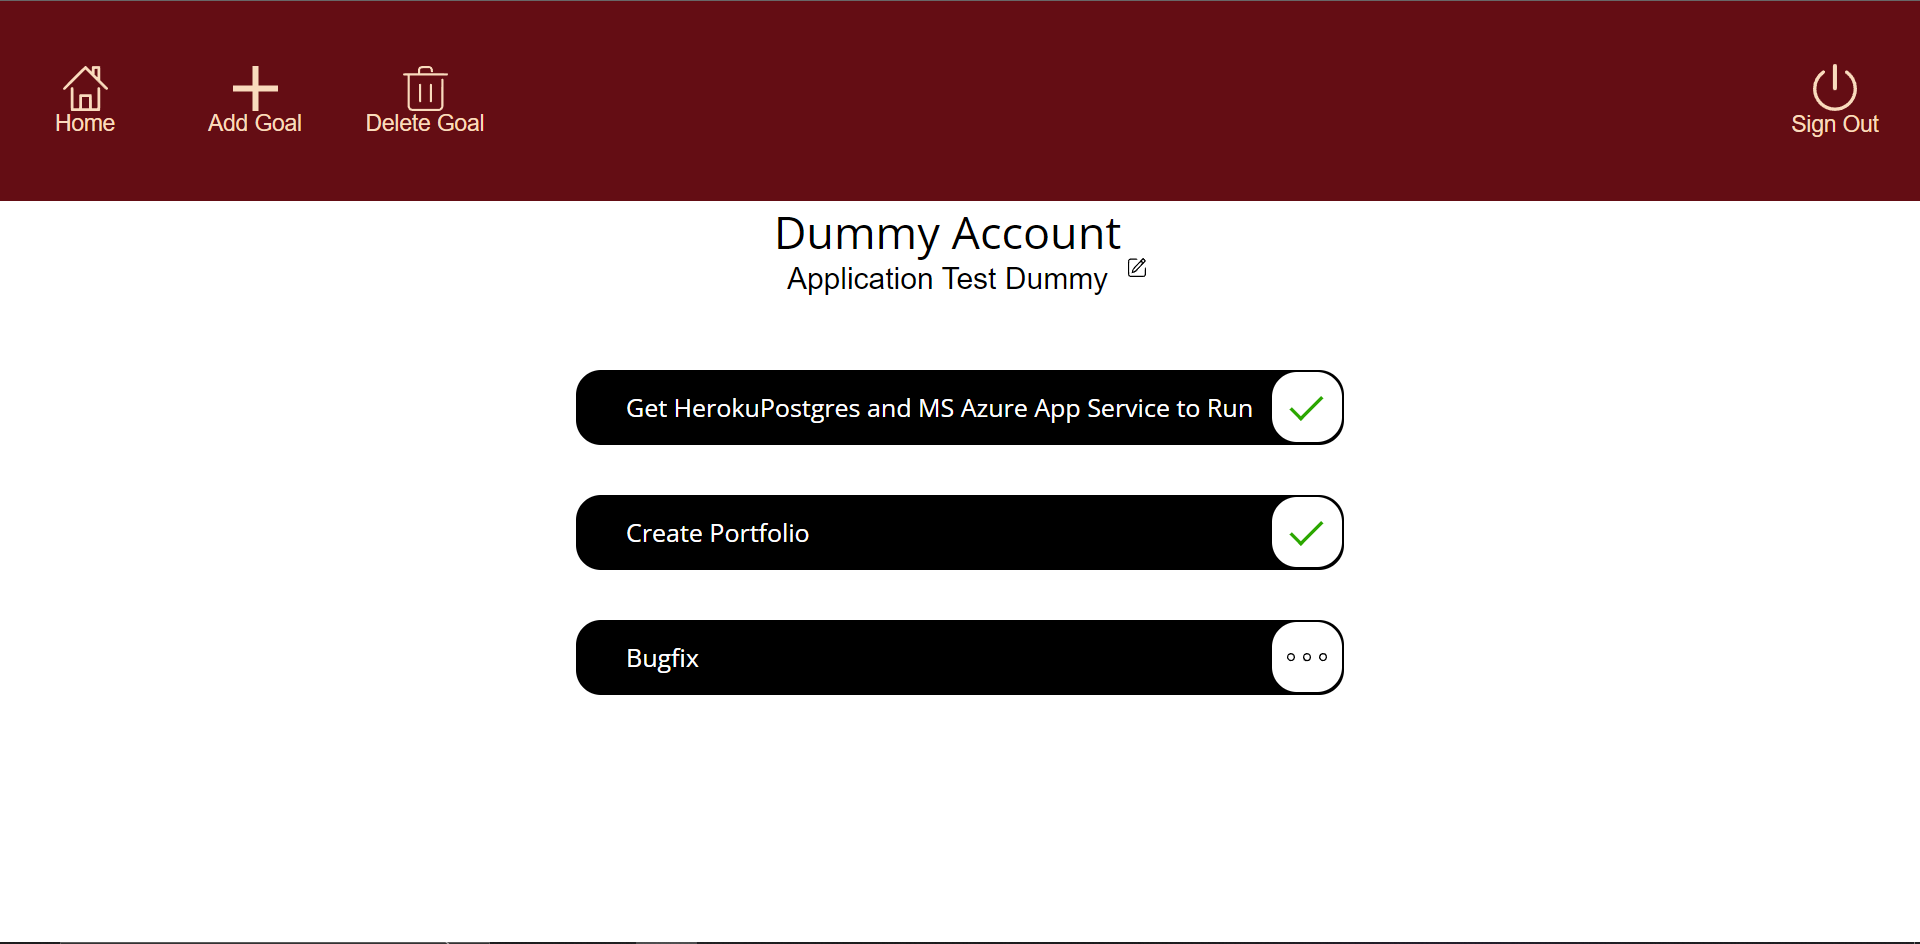 Home
Add Goal
Delete Goal
Sign Out
Dummy Account
Application Test Dummy
Get HerokuPostgres and MS Azure App Service to Run
Create Portfolio
Bugfix